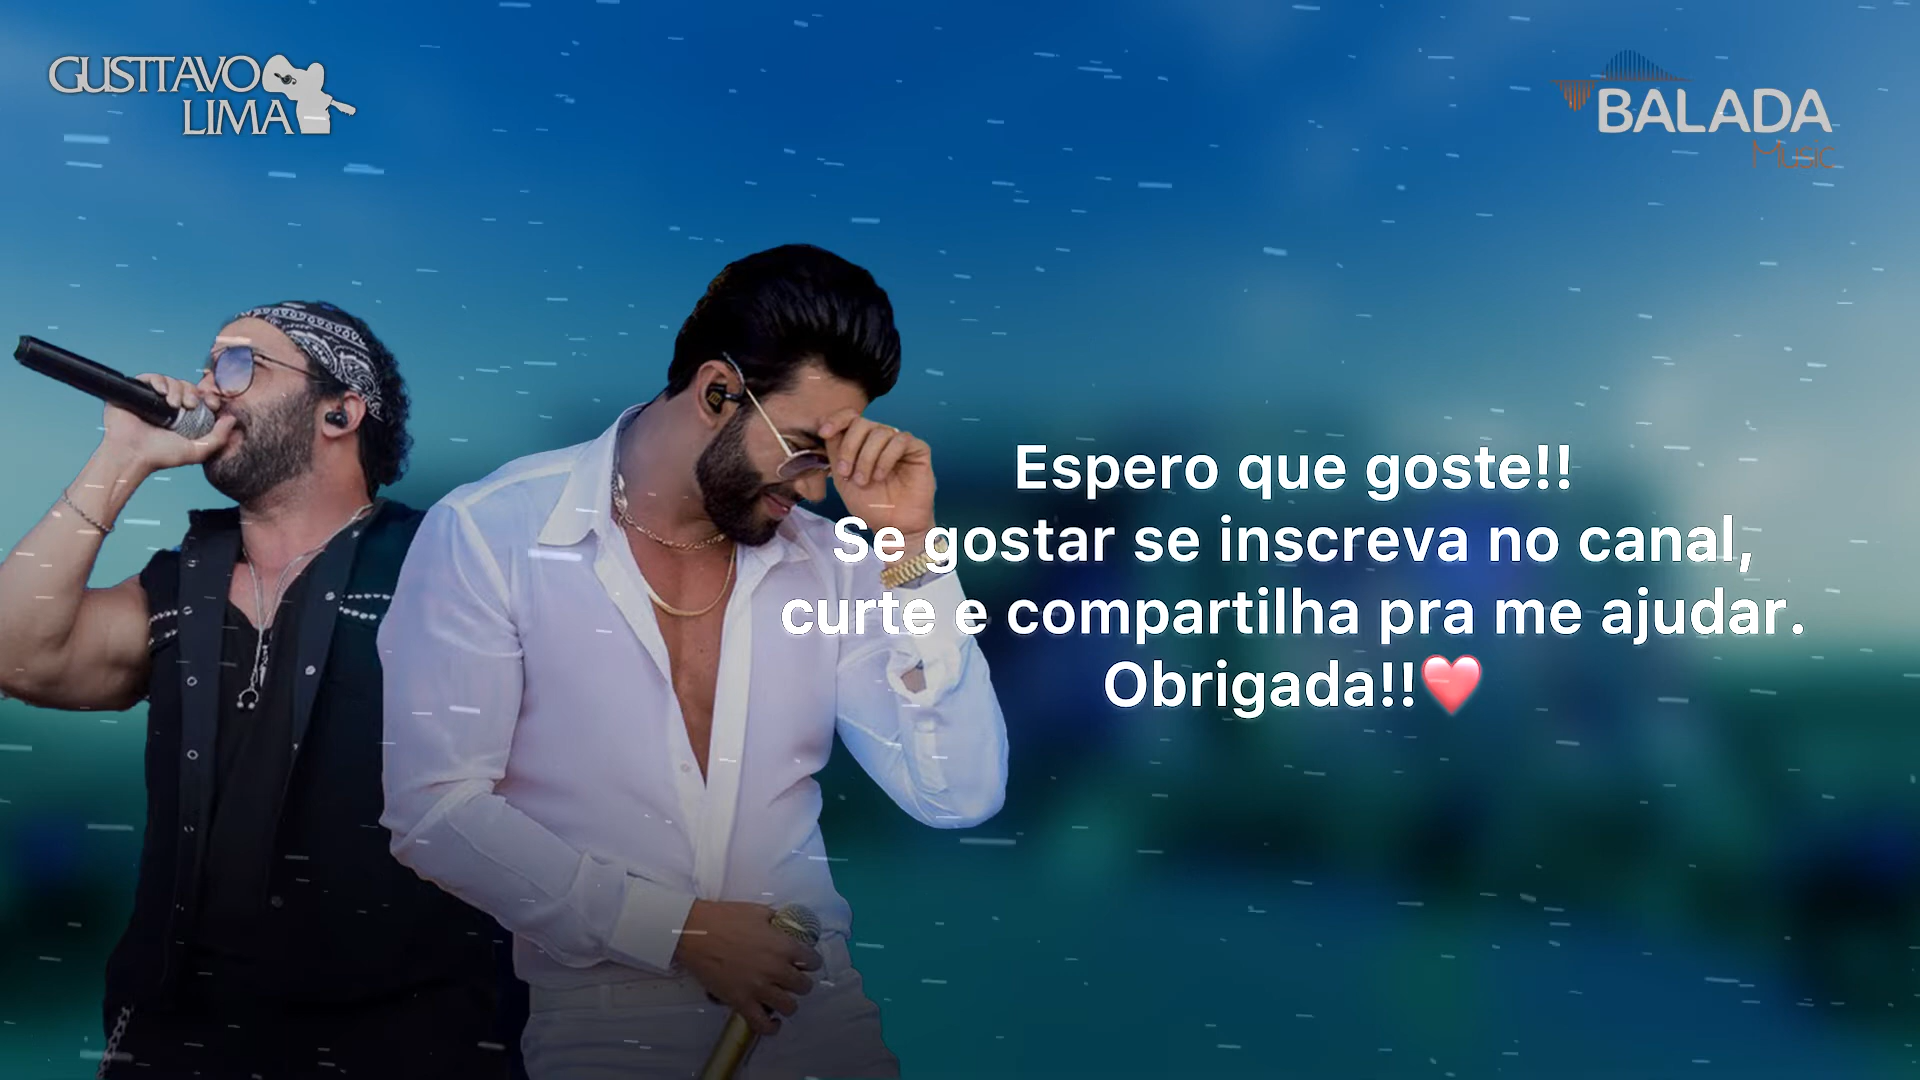 GUSTTAVO
LIMA
BALADA
Music
Espero que goste!!
Se gostar se inscreva no canal,
curte e compartilha pra me ajudar.
Obrigada!!❤️